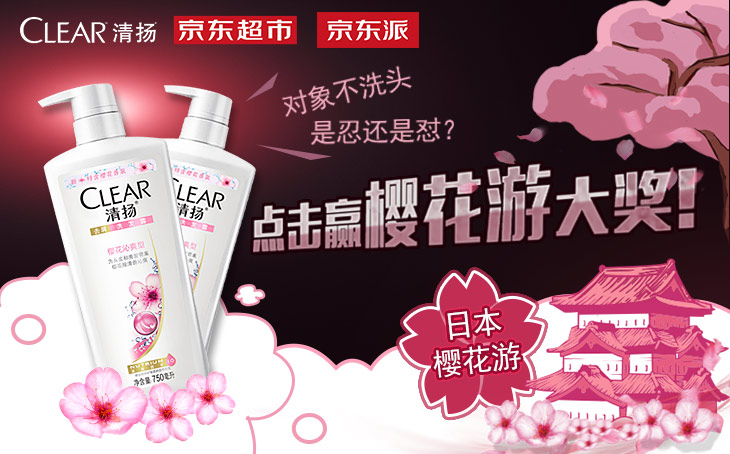 CLEAR 清扬 京东超市 京东派
对象不洗头
是忍还是怼?
点击赢樱花游大奖!
CLEAR
清扬
樱花沁爽型
净含量:750毫升
CLEAR
清扬
日本
樱花游